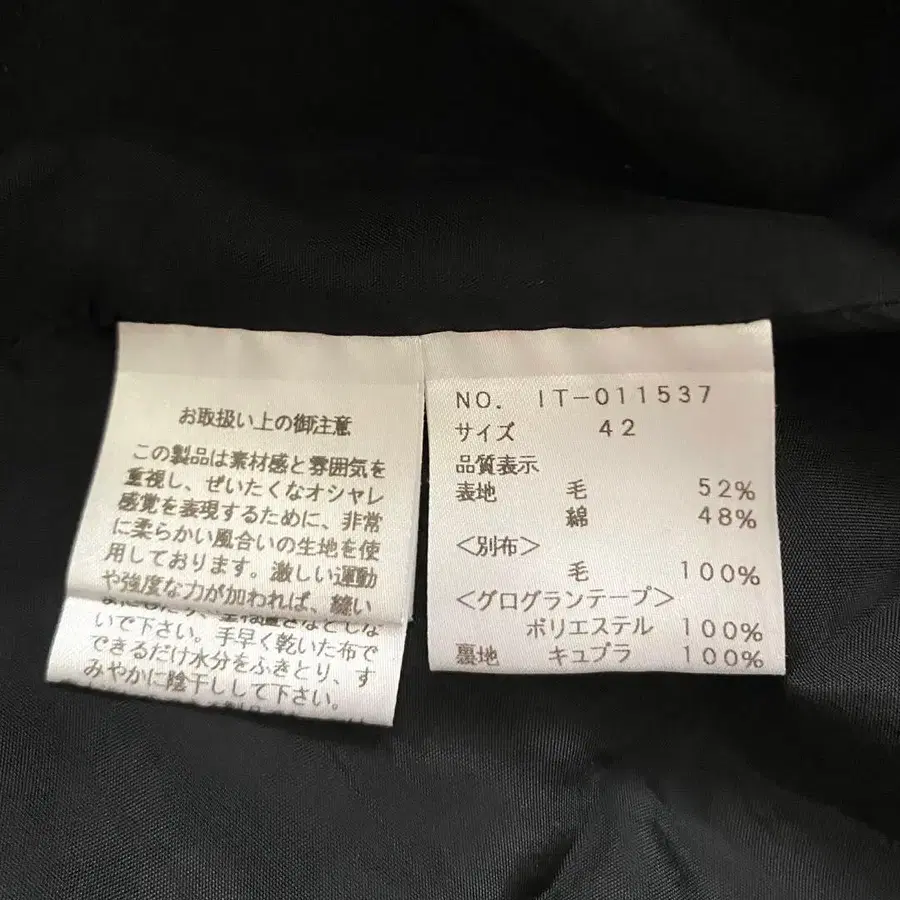 お取扱い上の御注意
この製品は素材感と雰囲気を
重視し、ぜいたくなオシャレ
感覚を表現するために、非常
に柔らかい風合いの生地を使
用しております。激しい運動
や強度な力が加われば、縫い
いで下さい。手早く乾いた布で
できるだけ水分をふきとり、す
みやかに陰干しして下さい。
NO. IT-011537
サイズ 42
品質表示
表地 毛 52%
綿 48%
<別布>
毛 100%
<グログランテープ>
ポリエステル 100%
裏地 キュプラ 100%